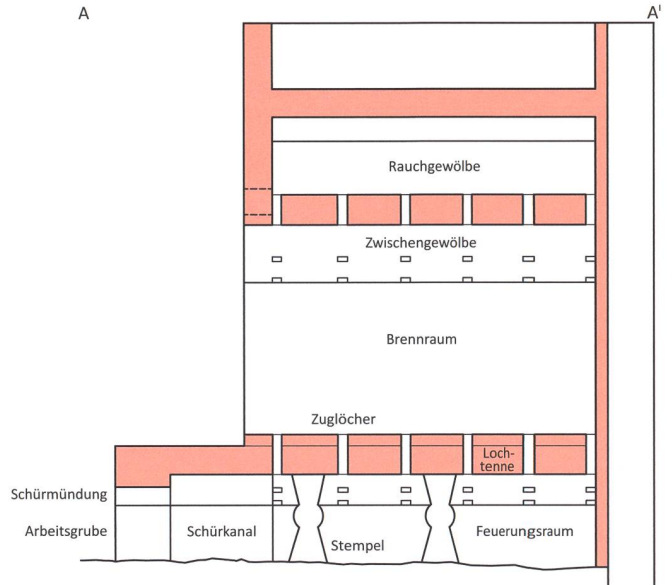 A
A'
Rauchgewölbe
Zwischengewölbe
Brennraum
Zuglöcher
Loch-
tenne
Schürmündung
Arbeitsgrube
Schürkanal
Stempel
Feuerungsraum